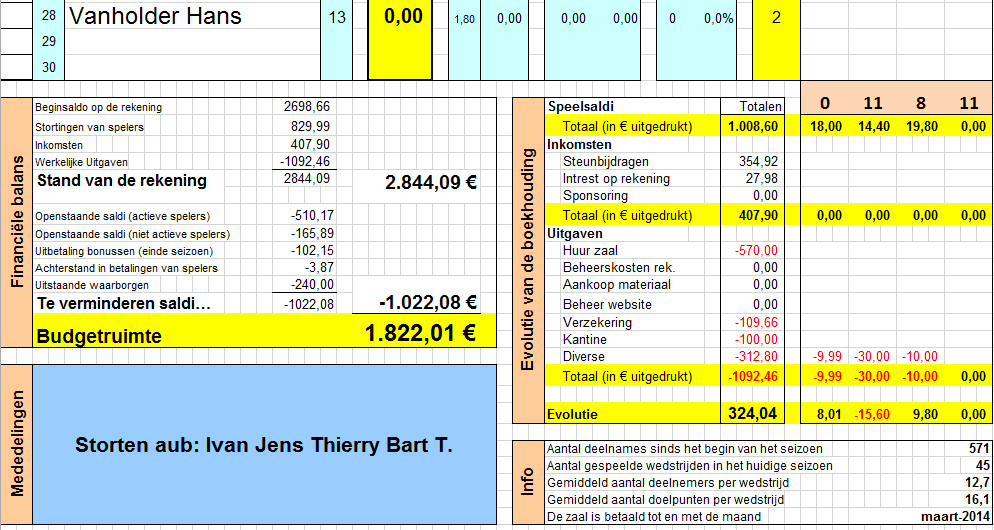 28 Vanholder Hans 13 0,00 1,80 0,00 0,00 0,00 0 0,0% 2
29
30
Financiële balans
Beginsaldo op de rekening 2698,66
Stortingen van spelers 829,99
Inkomsten 407,90
Werkelijke Uitgaven -1092,46
Stand van de rekening 2844,09 2.844,09 €
Openstaande saldi (actieve spelers) -510,17
Openstaande saldi (niet actieve spelers) -165,89
Uitbetaling bonussen (einde seizoen) -102,15
Achterstand in betalingen van spelers -3,87
Uitstaande waarborgen -240,00
Te verminderen saldi... -1022,08 -1.022,08 €
Budgetruimte 1.822,01 €
Mededelingen
Storten aub: Ivan Jens Thierry Bart T.
Evolutie van de boekhouding
Speelsaldi Totalen 0 11 8 11
Totaal (in € uitgedrukt) 1.008,60 18,00 14,40 19,80 0,00
Inkomsten
Steunbijdragen 354,92
Intrest op rekening 27,98
Sponsoring 0,00
Totaal (in € uitgedrukt) 407,90 0,00 0,00 0,00 0,00
Uitgaven
Huur zaal -570,00
Beheerskosten rek. 0,00
Aankoop materiaal 0,00
Beheer website 0,00
Verzekering -109,66
Kantine -100,00
Diverse -312,80 -9,99 -30,00 -10,00
Totaal (in € uitgedrukt) -1092,46 -9,99 -30,00 -10,00 0,00
Evolutie 324,04 8,01 -15,60 9,80 0,00
Info
Aantal deelnames sinds het begin van het seizoen 571
Aantal gespeelde wedstrijden in het huidige seizoen 45
Gemiddeld aantal deelnemers per wedstrijd 12,7
Gemiddeld aantal doelpunten per wedstrijd 16,1
De zaal is betaald tot en met de maand maart-2014